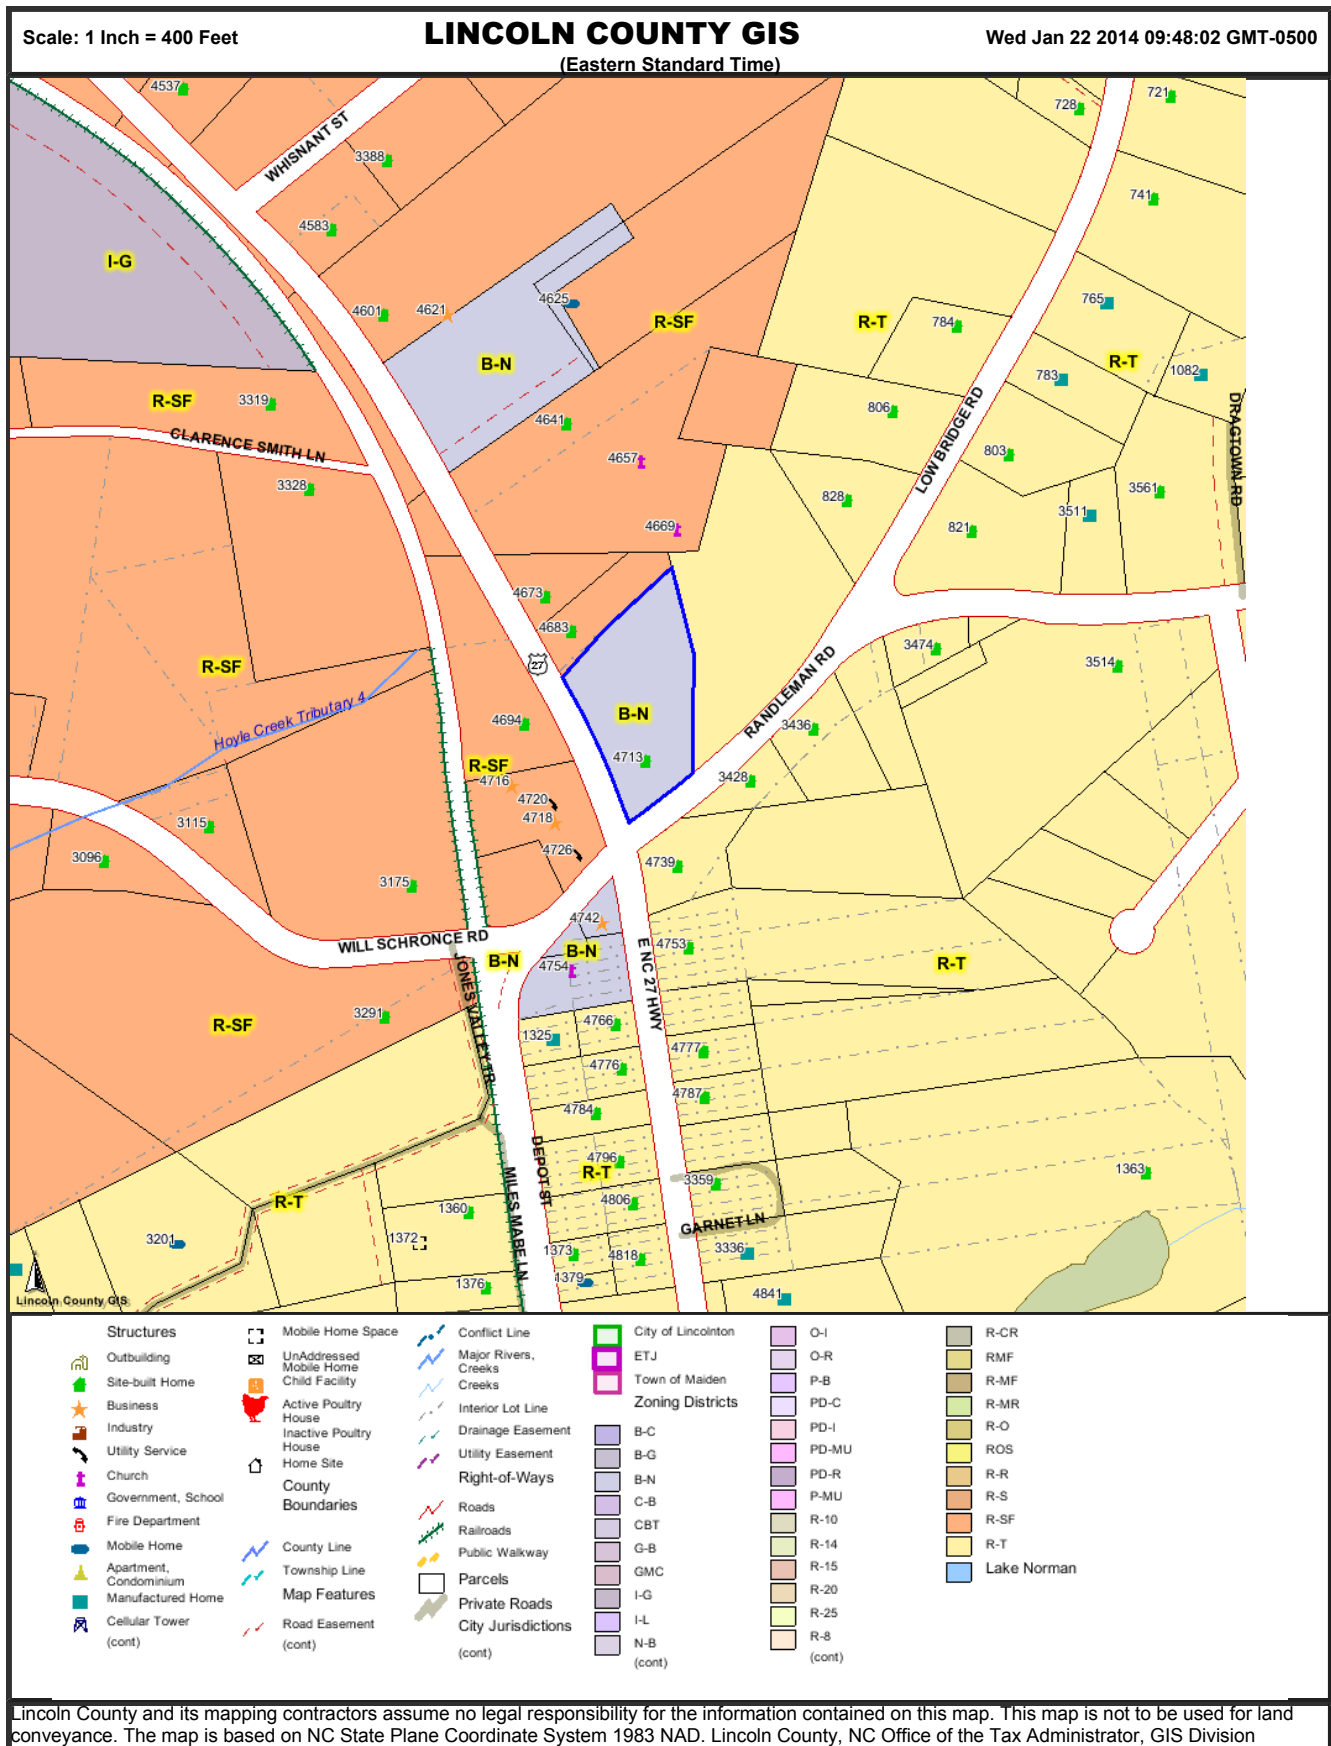 Scale: 1 Inch = 400 Feet
LINCOLN COUNTY GIS
Wed Jan 22 2014 09:48:02 GMT-0500
(Eastern Standard Time)
4537
728
721
WHISNANT ST
3388
741
4583
I-G
4625
765
4601
4621
R-SF
R-T
784
B-N
R-T
783
1082
R-SF
3319
806
DRAGTOWN RD
4641
LOW BRIDGE RD
CLARENCE SMITH LN
4657
803
3328
828
3561
3511
4669
821
4673
4683
3474
27
3514
R-SF
RANDLEMAN RD
Hoyle Creek Tributary 4
B-N
4694
3436
4713
R-SF
4716
3428
4720
4718
3115
4726
3096
4739
3175
4742
WILL SCHRONCE RD
E NC 27 HWY
4753
B-N
B-N
4754
R-T
JONES VALLEY TR
3291
R-SF
4766
1325
4777
4776
4787
4784
DEPOT ST
4796
R-T
1363
MILES MABE LN
3359
R-T
4806
1360
GARNET LN
3201
1372
1373
4818
3336
1376
1379
4841
Lincoln County GIS
Structures
Outbuilding
Site-built Home
Business
Industry
Utility Service
Church
Government, School
Fire Department
Mobile Home
Apartment,
Condominium
Manufactured Home
Cellular Tower
(cont)
Mobile Home Space
UnAddressed
Mobile Home
Child Facility
Active Poultry
House
Inactive Poultry
House
Home Site
County
Boundaries
County Line
Township Line
Map Features
Road Easement
(cont)
Conflict Line
Major Rivers,
Creeks
Creeks
Interior Lot Line
Drainage Easement
Utility Easement
Right-of-Ways
Roads
Railroads
Public Walkway
Parcels
Private Roads
City Jurisdictions
(cont)
City of Lincolnton
ETJ
Town of Maiden
Zoning Districts
B-C
B-G
B-N
C-B
CBT
G-B
GMC
I-G
I-L
N-B
(cont)
O-I
O-R
P-B
PD-C
PD-I
PD-MU
PD-R
P-MU
R-10
R-14
R-15
R-20
R-25
R-8
(cont)
R-CR
RMF
R-MF
R-MR
R-O
ROS
R-R
R-S
R-SF
R-T
Lake Norman
Lincoln County and its mapping contractors assume no legal responsibility for the information contained on this map. This map is not to be used for land
conveyance. The map is based on NC State Plane Coordinate System 1983 NAD. Lincoln County, NC Office of the Tax Administrator, GIS Division